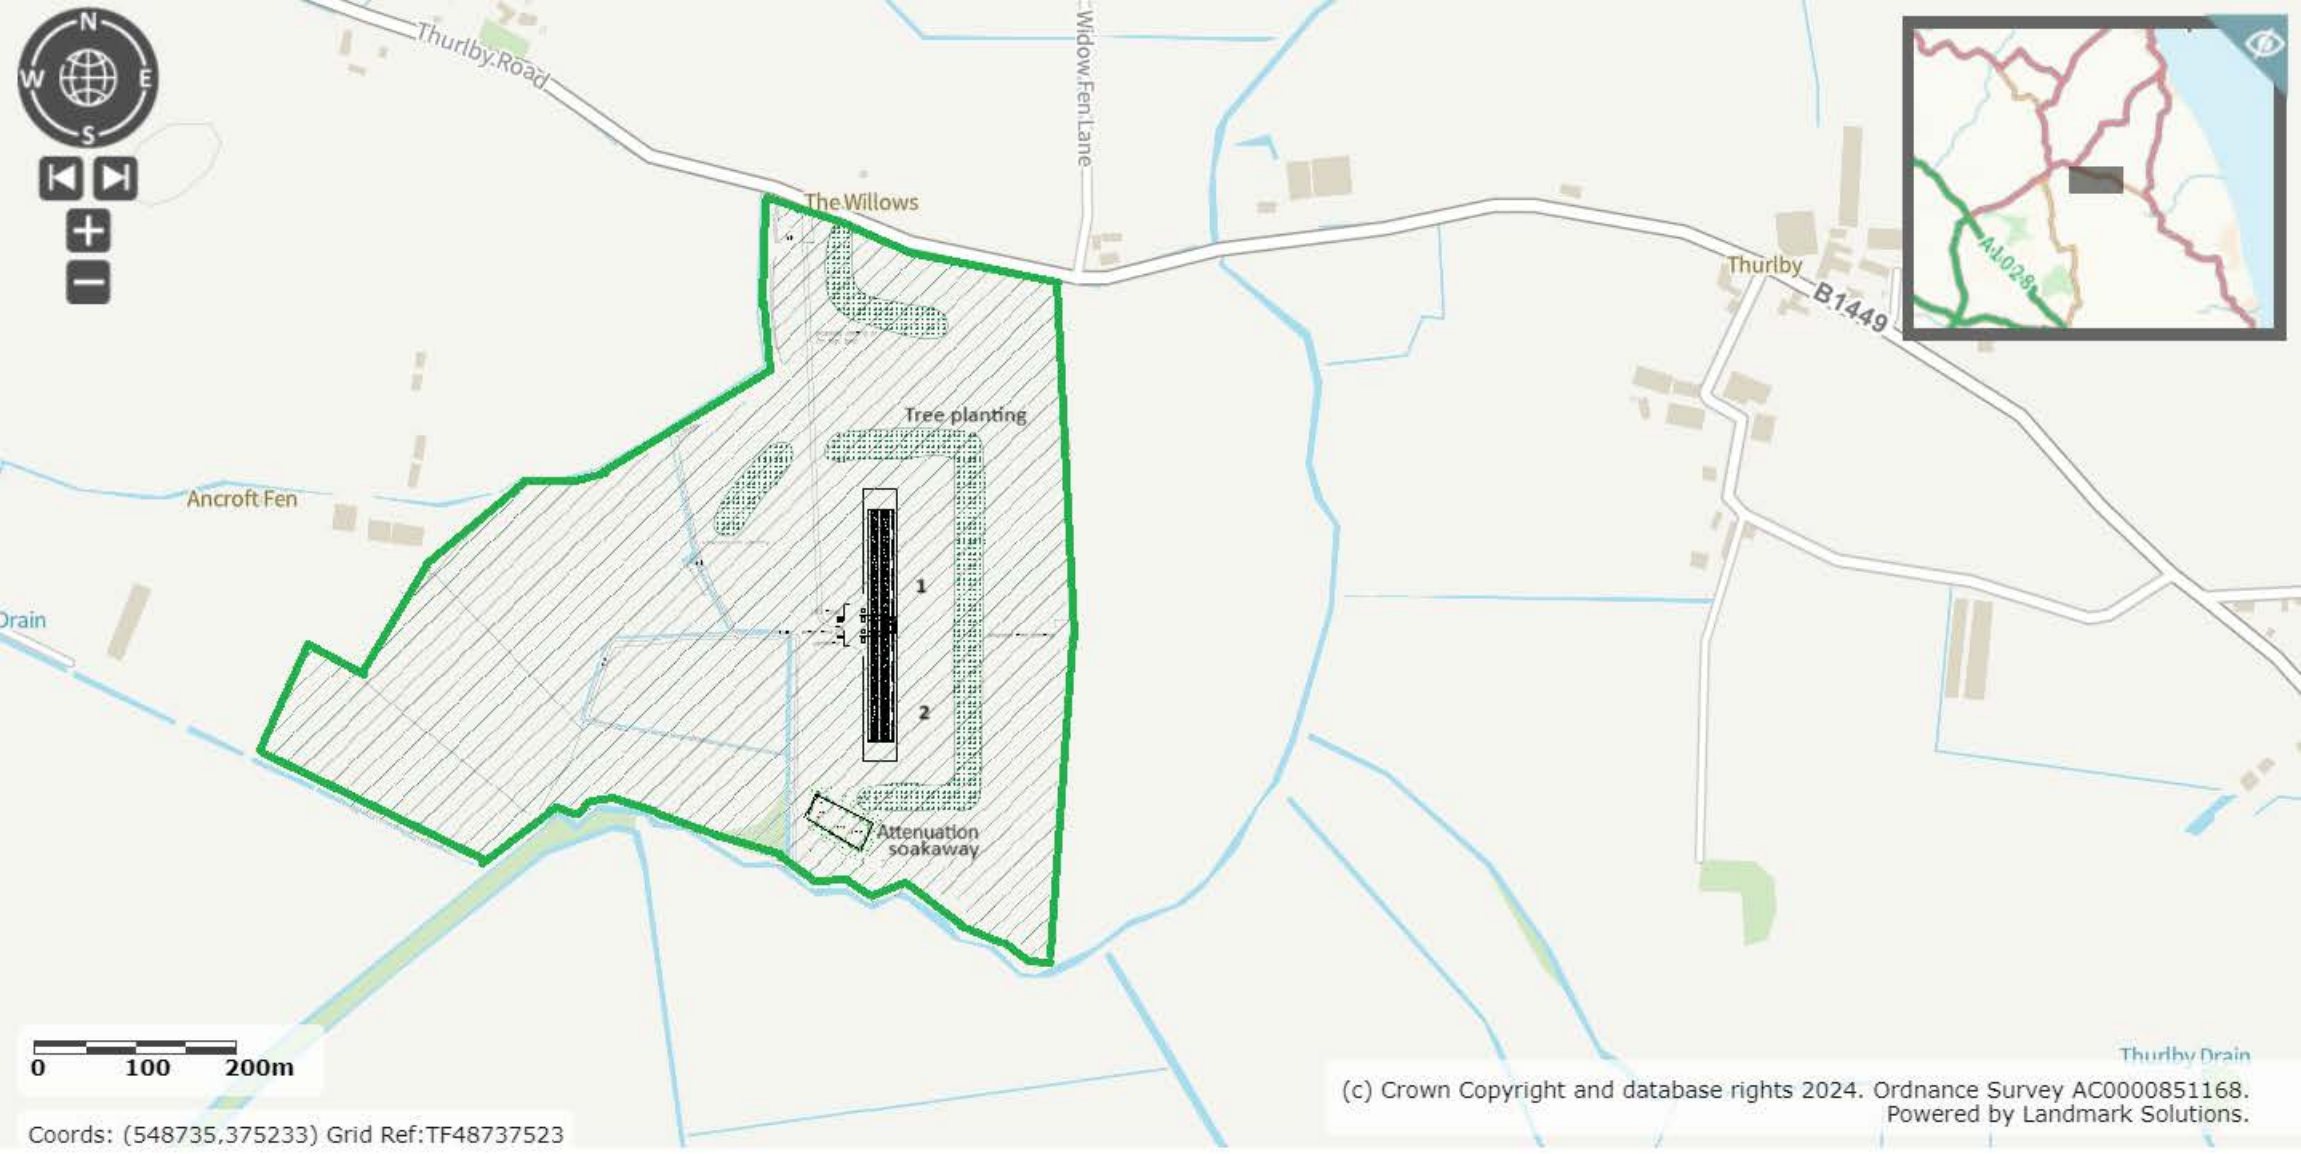 N
W
E
S
Thurlby Road
Widow Fen Lane
The Willows
Thurlby
B1449
A1028
Tree planting
Ancroft Fen
1
Drain
2
Attenuation
soakaway
0 100 200m
Thurlby Drain
(c) Crown Copyright and database rights 2024. Ordnance Survey AC0000851168.
Powered by Landmark Solutions.
Coords: (548735,375233) Grid Ref:TF48737523